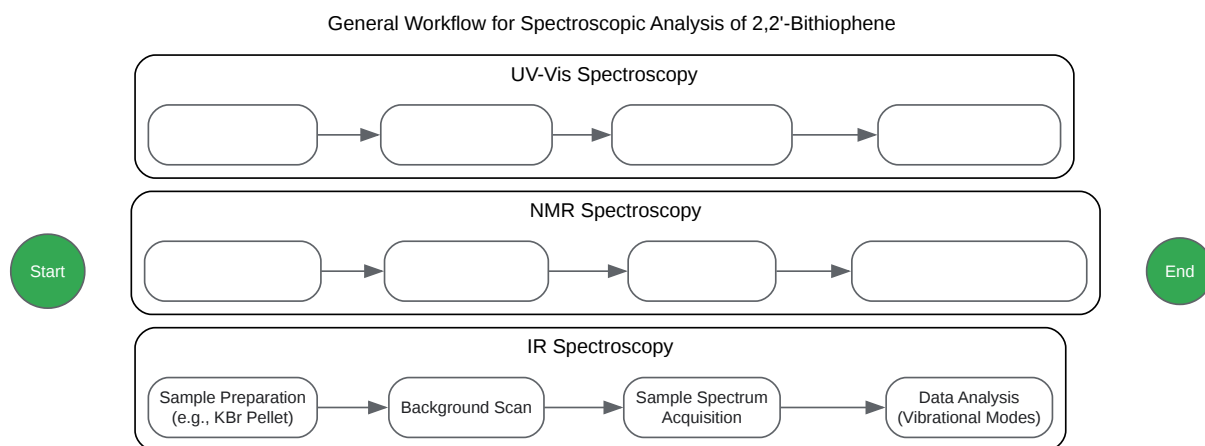 General Workflow for Spectroscopic Analysis of 2,2'-Bithiophene
UV-Vis Spectroscopy
NMR Spectroscopy
Start
End
IR Spectroscopy
Sample Preparation
(e.g., KBr Pellet)
Background Scan
Sample Spectrum
Acquisition
Data Analysis
(Vibrational Modes)